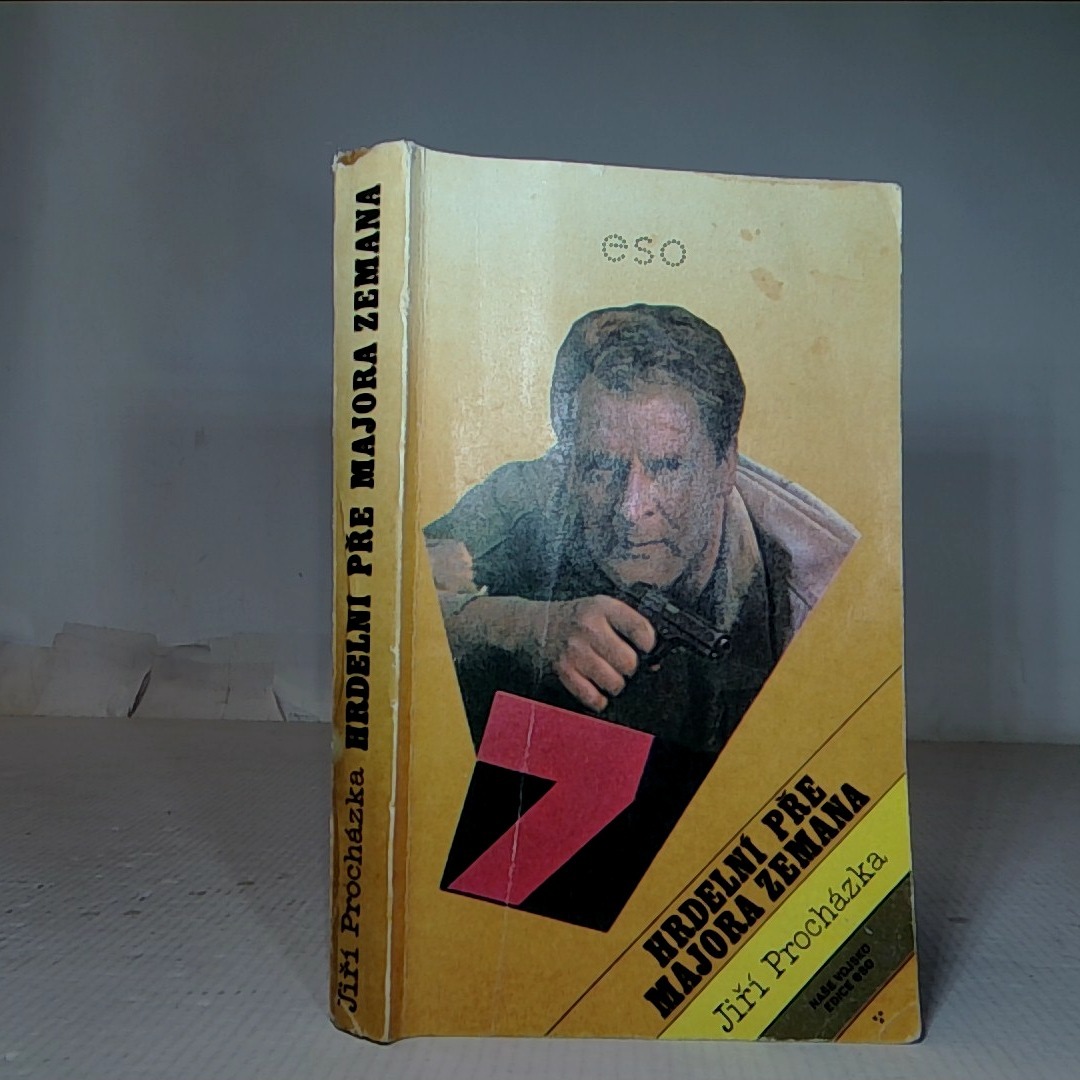 Jiří Procházka HRDELNÍ PŘE MAJORA ZEMANA
eso
7
HRDELNÍ PŘE
MAJORA ZEMANA
Jiří Procházka
NAŠE VOJSKO
EDICE eso